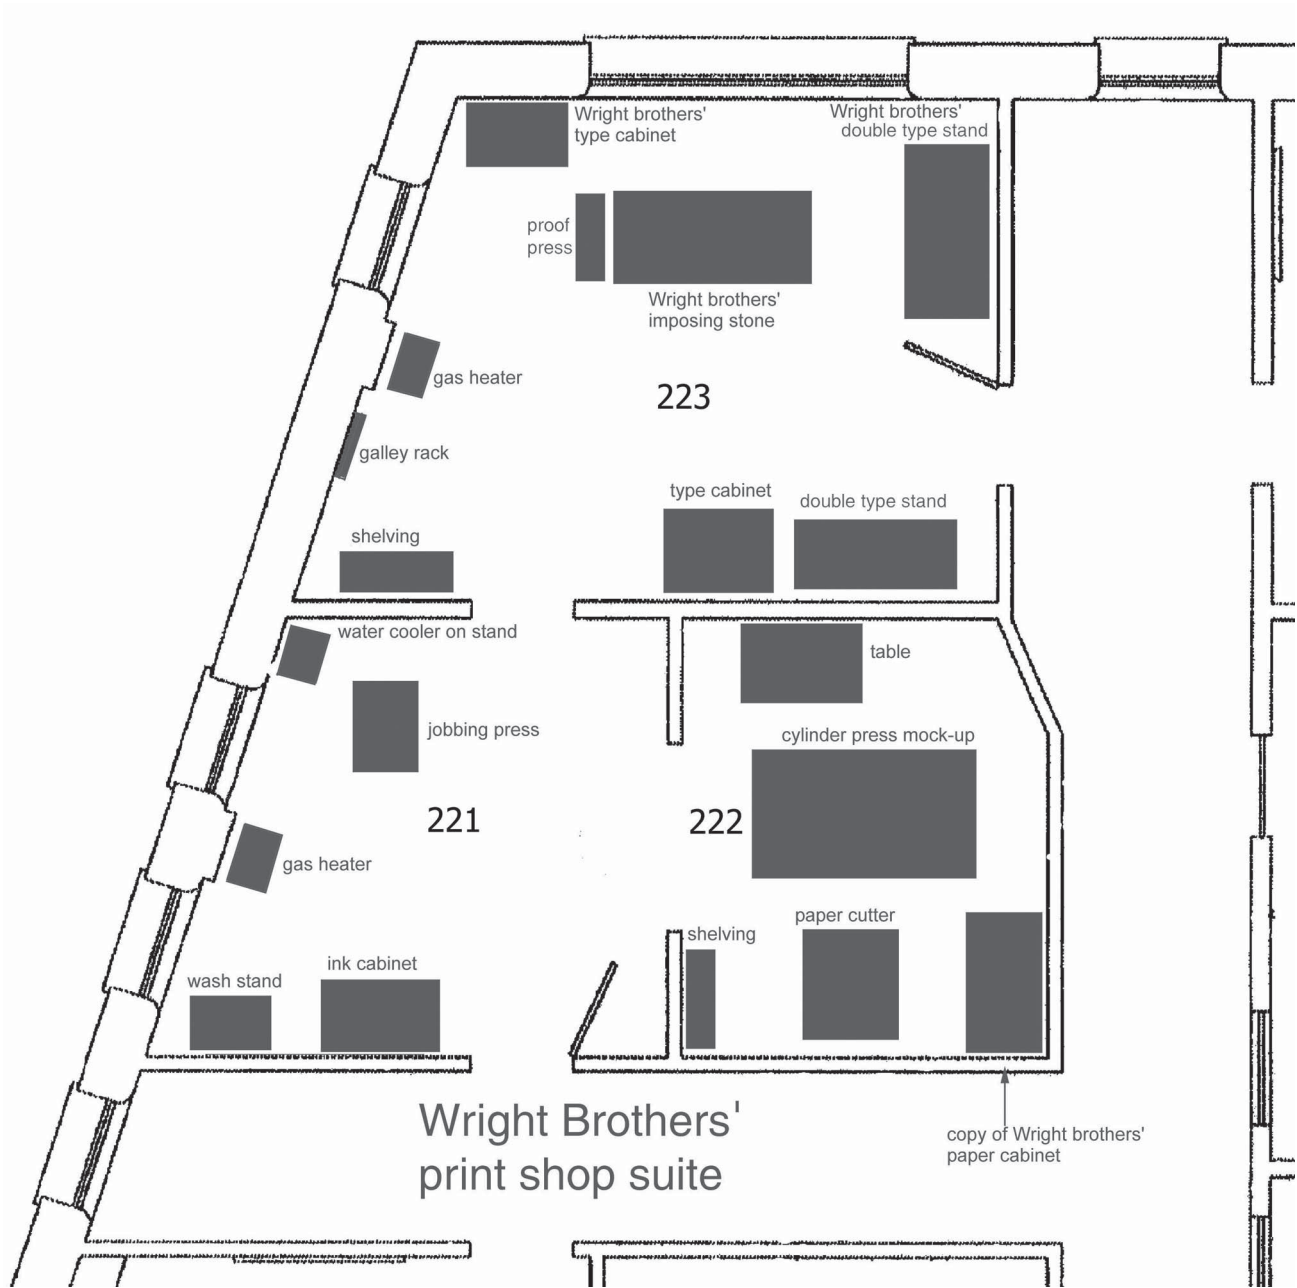 Wright brothers'
type cabinet
Wright brothers'
double type stand
proof
press
Wright brothers'
imposing stone
gas heater
223
galley rack
type cabinet
double type stand
shelving
water cooler on stand
table
jobbing press
cylinder press mock-up
221
222
gas heater
paper cutter
shelving
ink cabinet
wash stand
Wright Brothers'
print shop suite
copy of Wright brothers'
paper cabinet